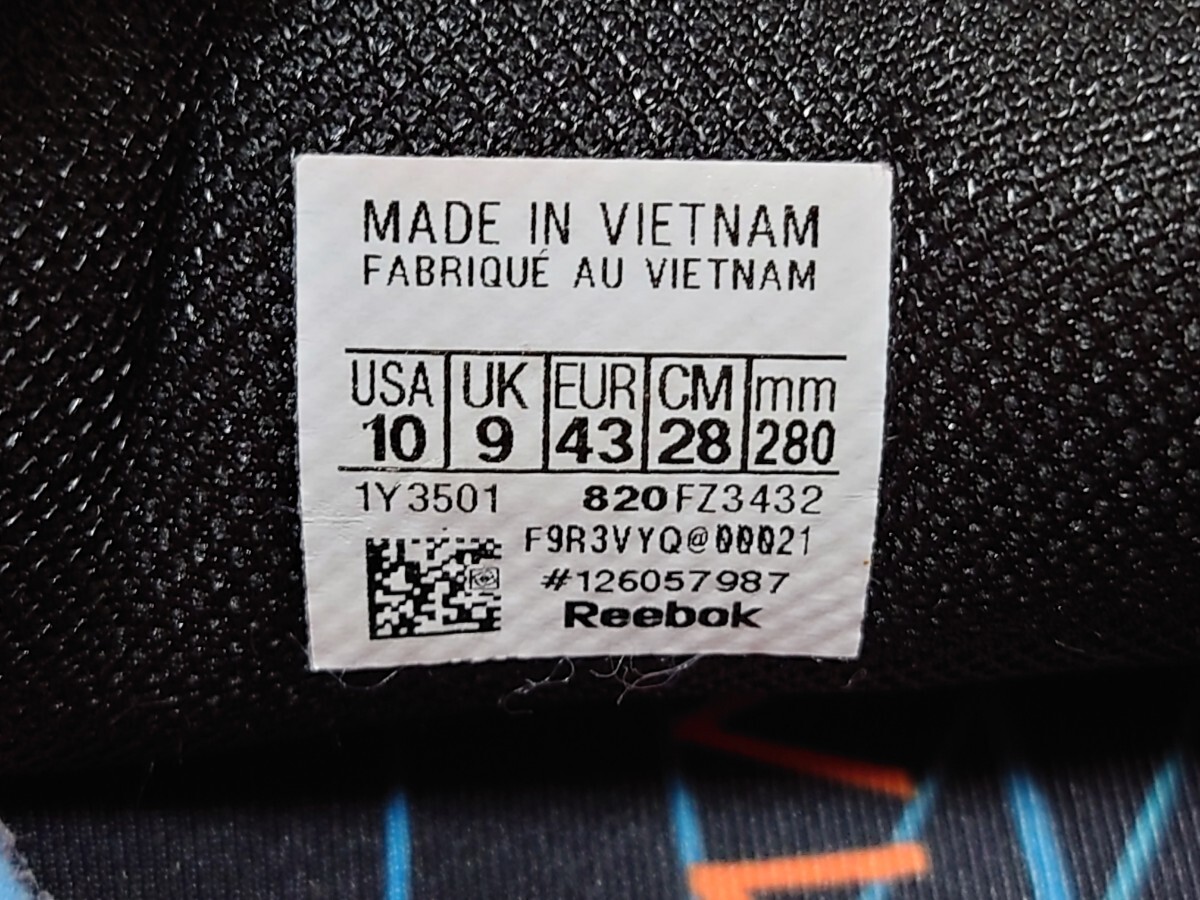 MADE IN VIETNAM
FABRIQUÉ AU VIETNAM
USA UK EUR CM mm
10 9 43 28 280
1Y3501 820FZ3432
F9R3VYQ@00021
#126057987
Reebok